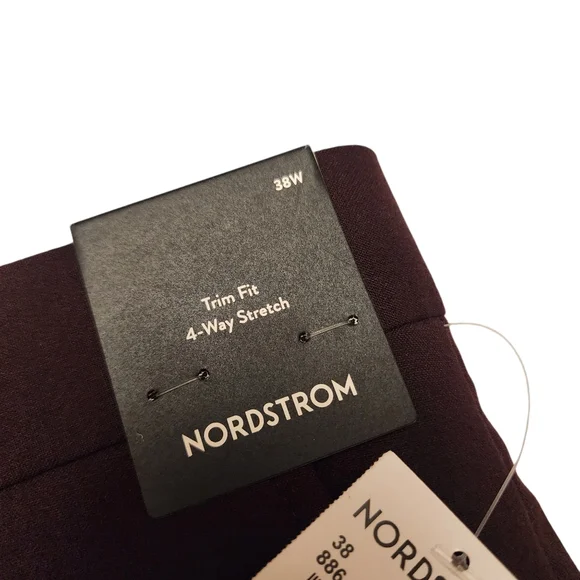 38W
Trim Fit
4-Way Stretch
NORDSTROM
NORDS
38
886